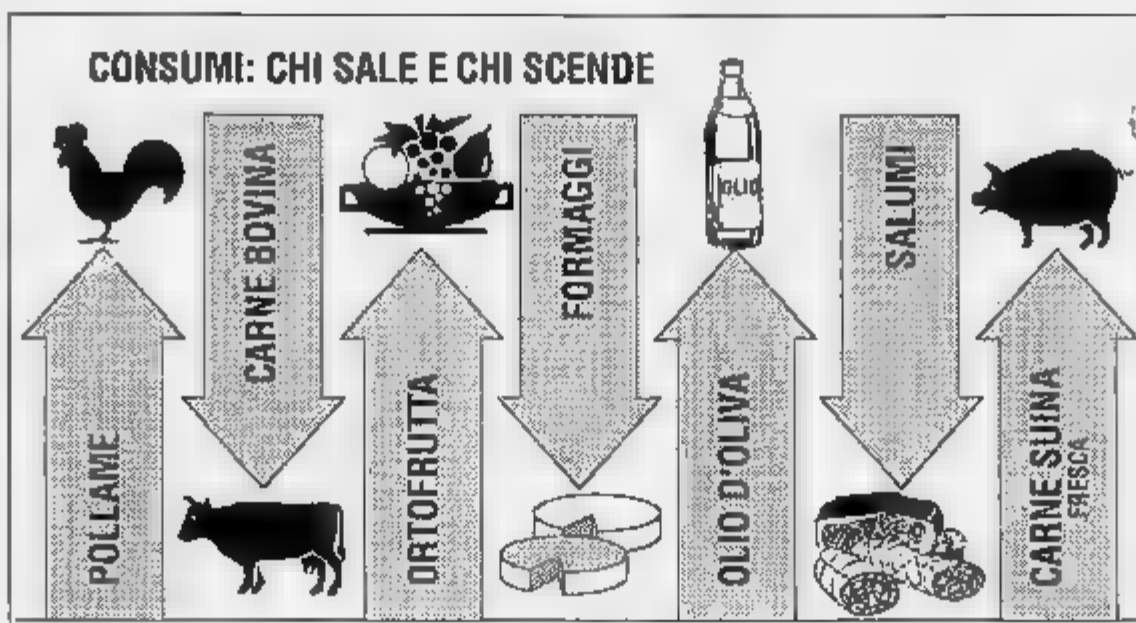 CONSUMI: CHI SALE E CHI SCENDE
POLLAME
CARNE BOVINA
ORTOFRUTTA
FORMAGGI
OLIO
OLIO D'OLIVA
SALUMI
CARNE SUINA
FRESCA